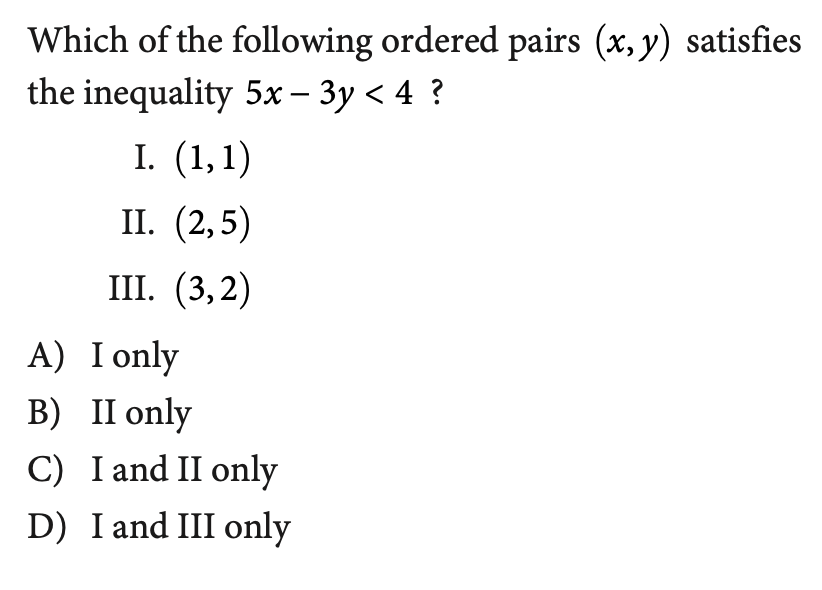 Which of the following ordered pairs (x, y) satisfies
the inequality 5x − 3y < 4 ?
I. (1, 1)
II. (2, 5)
III. (3, 2)
A) I only
B) II only
C) I and II only
D) I and III only